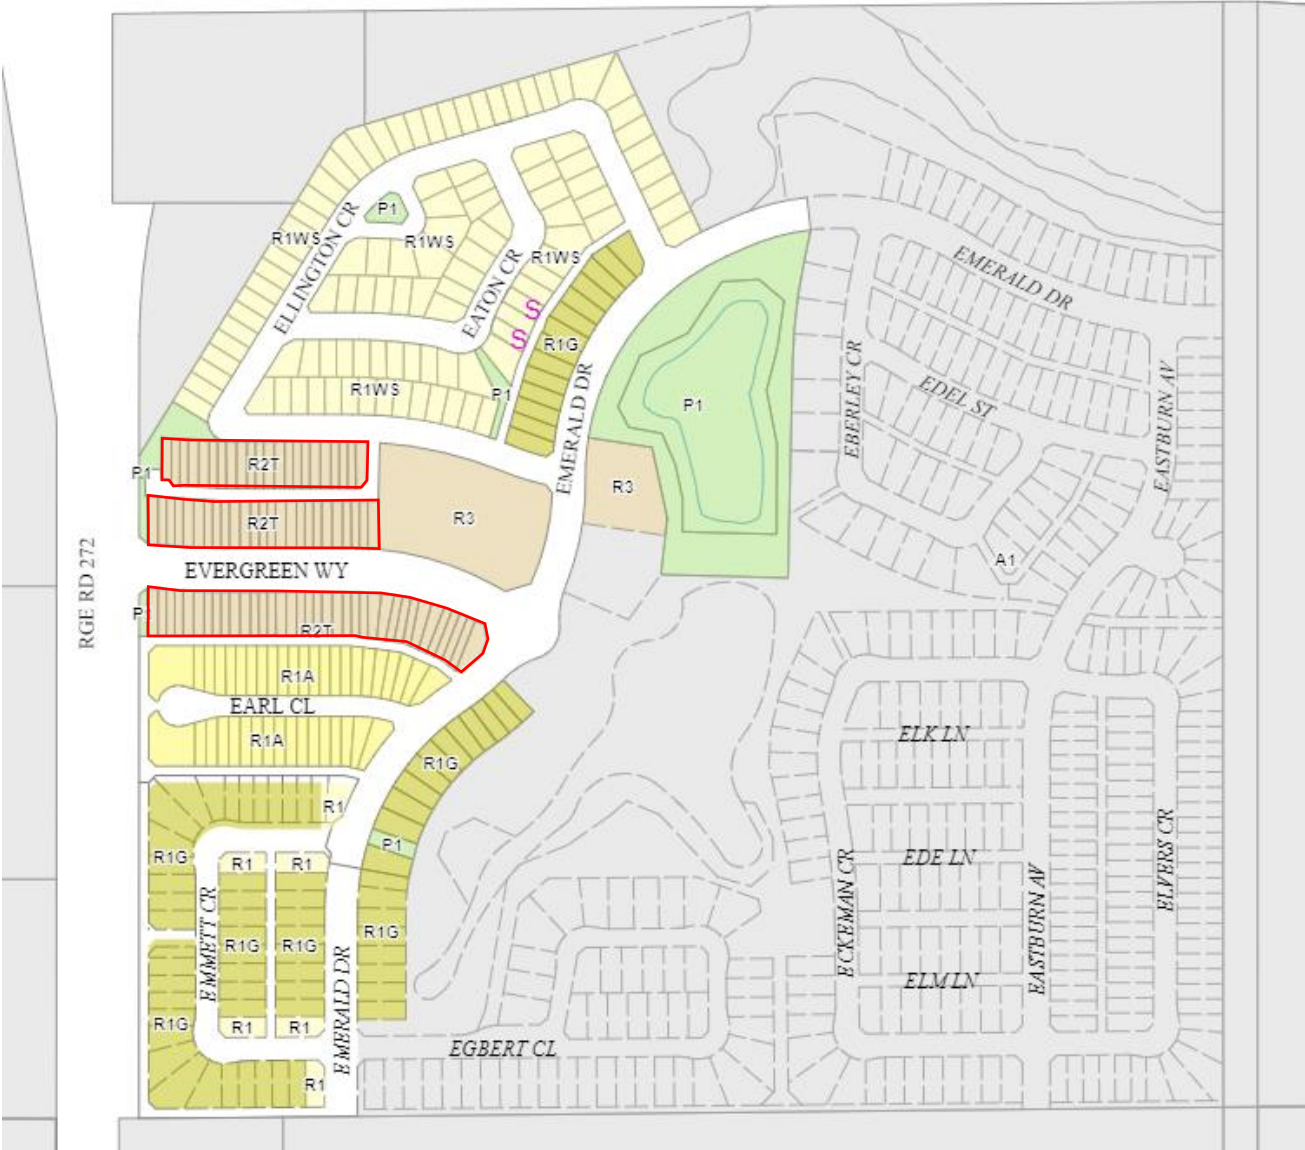 P1
R1WS
ELLINGTON CR
R1WS
R1WS
EATON CR
S
S
R1G
R1WS
P1
EMERALD DR
P1
EMERALD DR
EBERLEY CR
EDEL ST
EASTBURN AV
P1
R2T
R3
R3
R2T
A1
RGE RD 272
EVERGREEN WY
P1
R2T
R1A
EARL CL
R1A
R1G
R1
P1
R1G
R1
R1
EMMETT CR
R1G
R1G
R1G
EMERALD DR
R1G
R1
R1
R1
EGBERT CL
ELK LN
EDE LN
ELM LN
ECKEMAN CR
EASTBURN AV
ELVERS CR